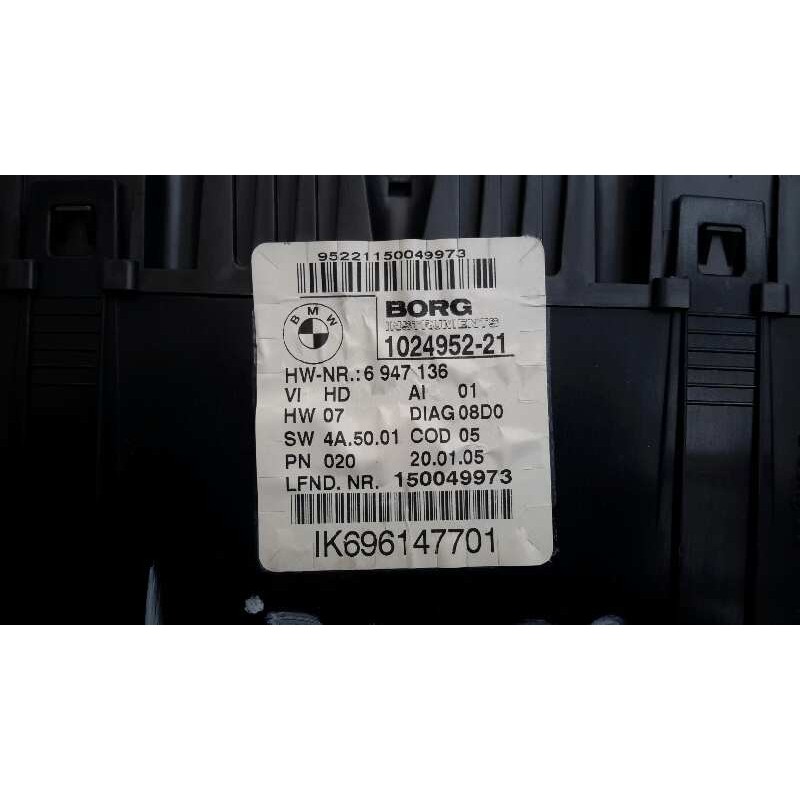 95221150049973
BMW
BORG
INSTRUMENTS
1024952-21
HW-NR.:6 947 136
VI HD AI 01
HW 07 DIAG 08D0
SW 4A.50.01 COD 05
PN 020 20.01.05
LFND. NR. 150049973
IK696147701